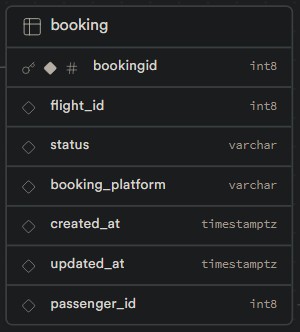 booking
# bookingid int8
flight_id int8
status varchar
booking_platform varchar
created_at timestamptz
updated_at timestamptz
passenger_id int8